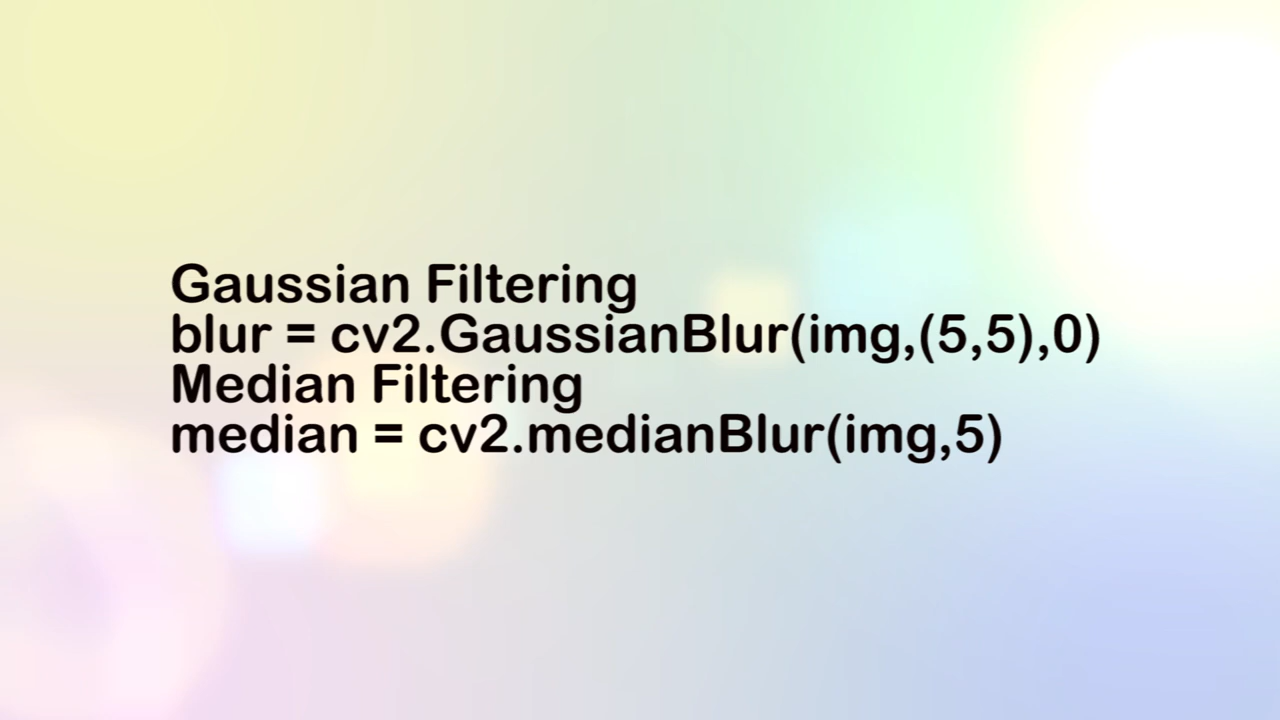 Gaussian Filtering
blur = cv2.GaussianBlur(img,(5,5),0)
Median Filtering
median = cv2.medianBlur(img,5)